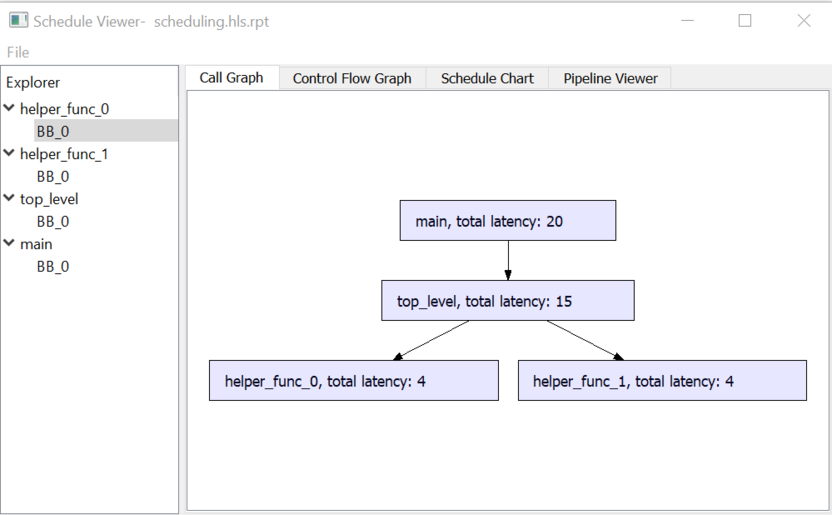 Schedule Viewer-  scheduling.hls.rpt
File
Explorer
helper_func_0
BB_0
helper_func_1
BB_0
top_level
BB_0
main
BB_0
Call Graph
Control Flow Graph
Schedule Chart
Pipeline Viewer
main, total latency: 20
top_level, total latency: 15
helper_func_0, total latency: 4
helper_func_1, total latency: 4